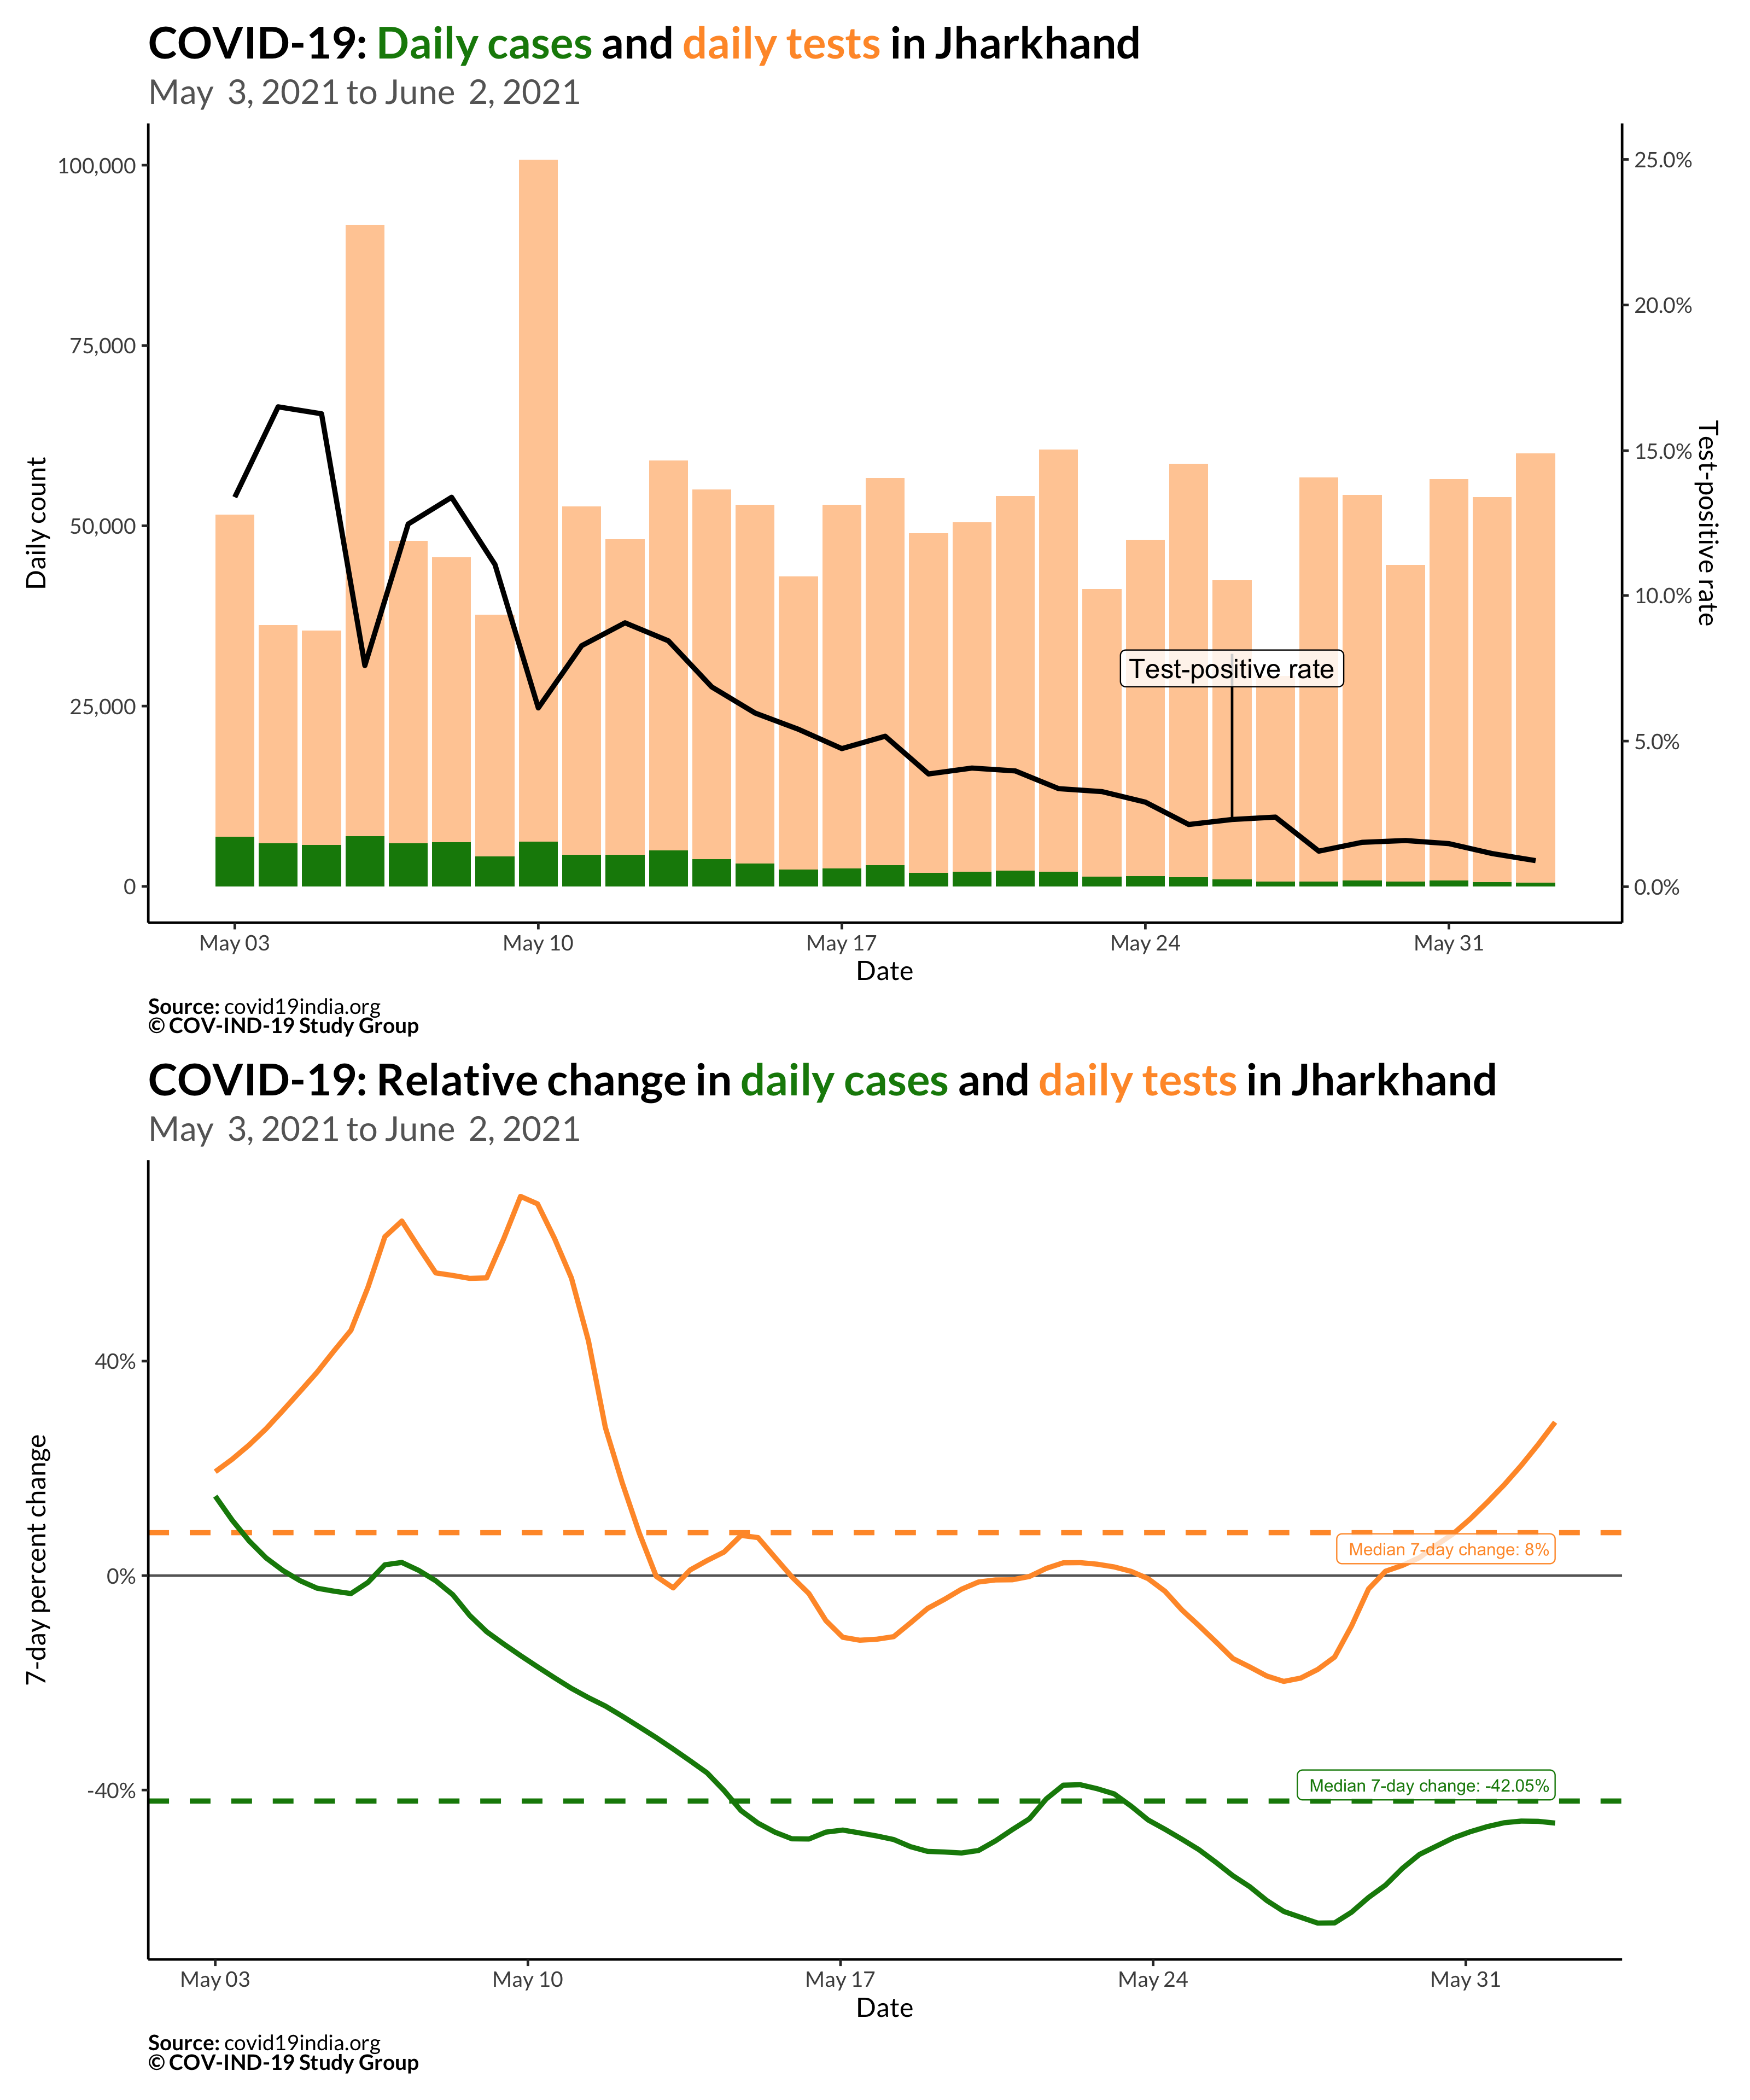 COVID-19: Daily cases and daily tests in Jharkhand
May 3, 2021 to June 2, 2021
100,000
75,000
50,000
25,000
0
Daily count
25.0%
20.0%
15.0%
10.0%
5.0%
0.0%
Test-positive rate
Test-positive rate
May 03
May 10
May 17
May 24
May 31
Date
Source: covid19india.org
© COV-IND-19 Study Group
COVID-19: Relative change in daily cases and daily tests in Jharkhand
May 3, 2021 to June 2, 2021
40%
0%
-40%
7-day percent change
Median 7-day change: 8%
Median 7-day change: -42.05%
May 03
May 10
May 17
May 24
May 31
Date
Source: covid19india.org
© COV-IND-19 Study Group